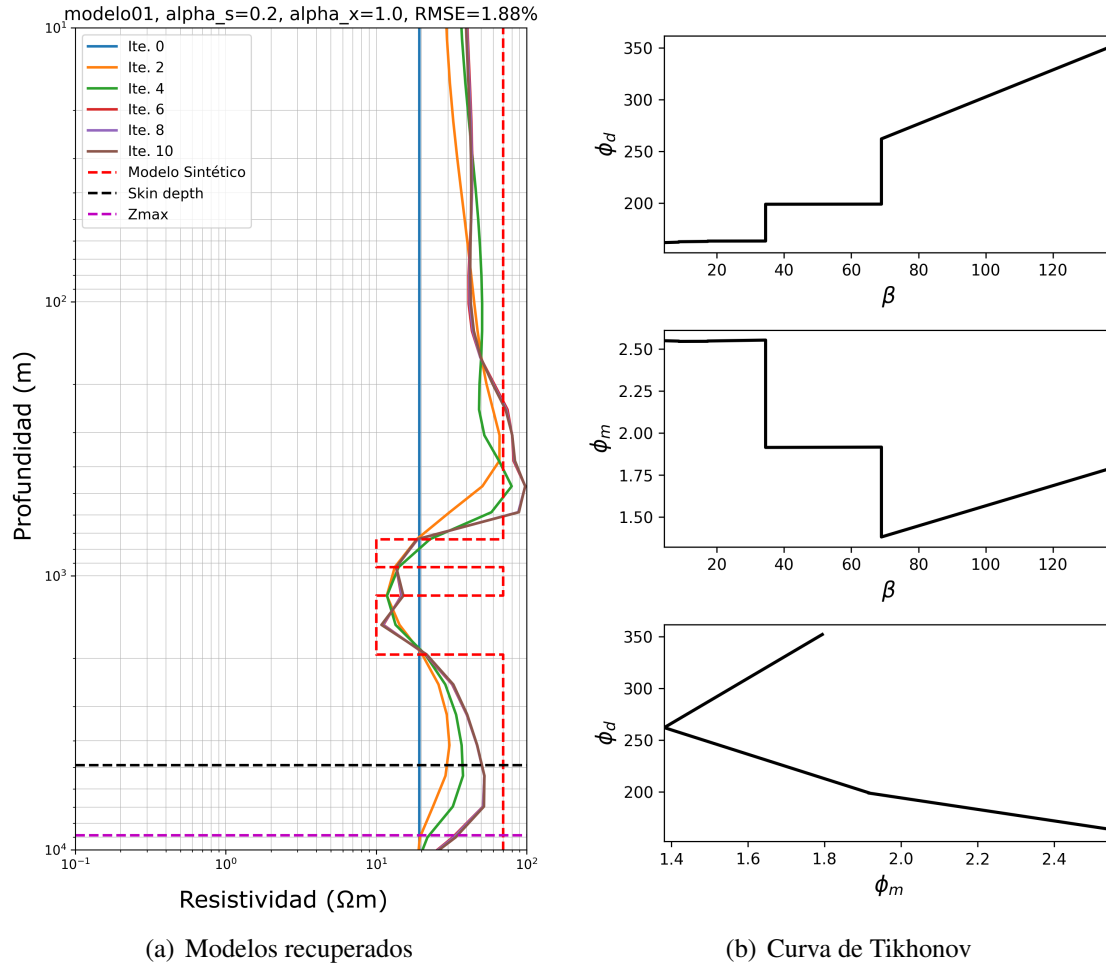 modelo01, alpha_s=0.2, alpha_x=1.0, RMSE=1.88%
10¹
10²
10³
10⁴
Profundidad (m)
Ite. 0
Ite. 2
Ite. 4
Ite. 6
Ite. 8
Ite. 10
Modelo Sintético
Skin depth
Zmax
10⁻¹
10⁰
10¹
10²
Resistividad (Ωm)
(a) Modelos recuperados
350
300
250
200
ϕ_d
20
40
60
80
100
120
β
2.50
2.25
2.00
1.75
1.50
ϕ_m
20
40
60
80
100
120
β
350
300
250
200
ϕ_d
1.4
1.6
1.8
2.0
2.2
2.4
ϕ_m
(b) Curva de Tikhonov